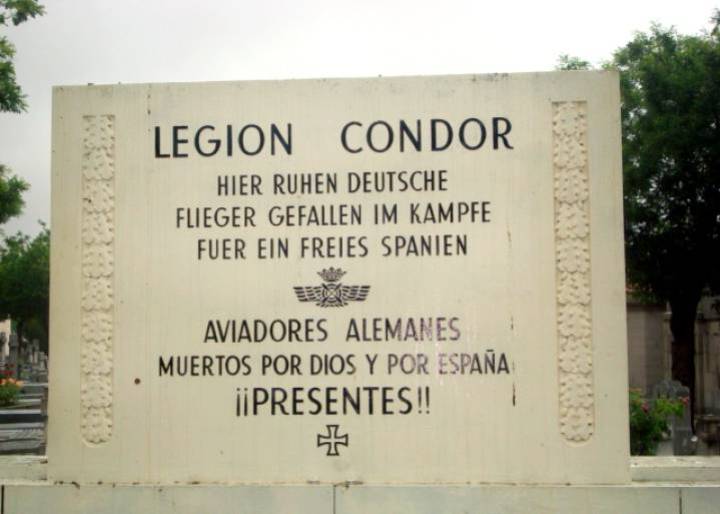 LEGION CONDOR
HIER RUHEN DEUTSCHE
FLIEGER GEFALLEN IM KAMPFE
FUER EIN FREIES SPANIEN
AVIADORES ALEMANES
MUERTOS POR DIOS Y POR ESPAÑA
¡¡PRESENTES!!